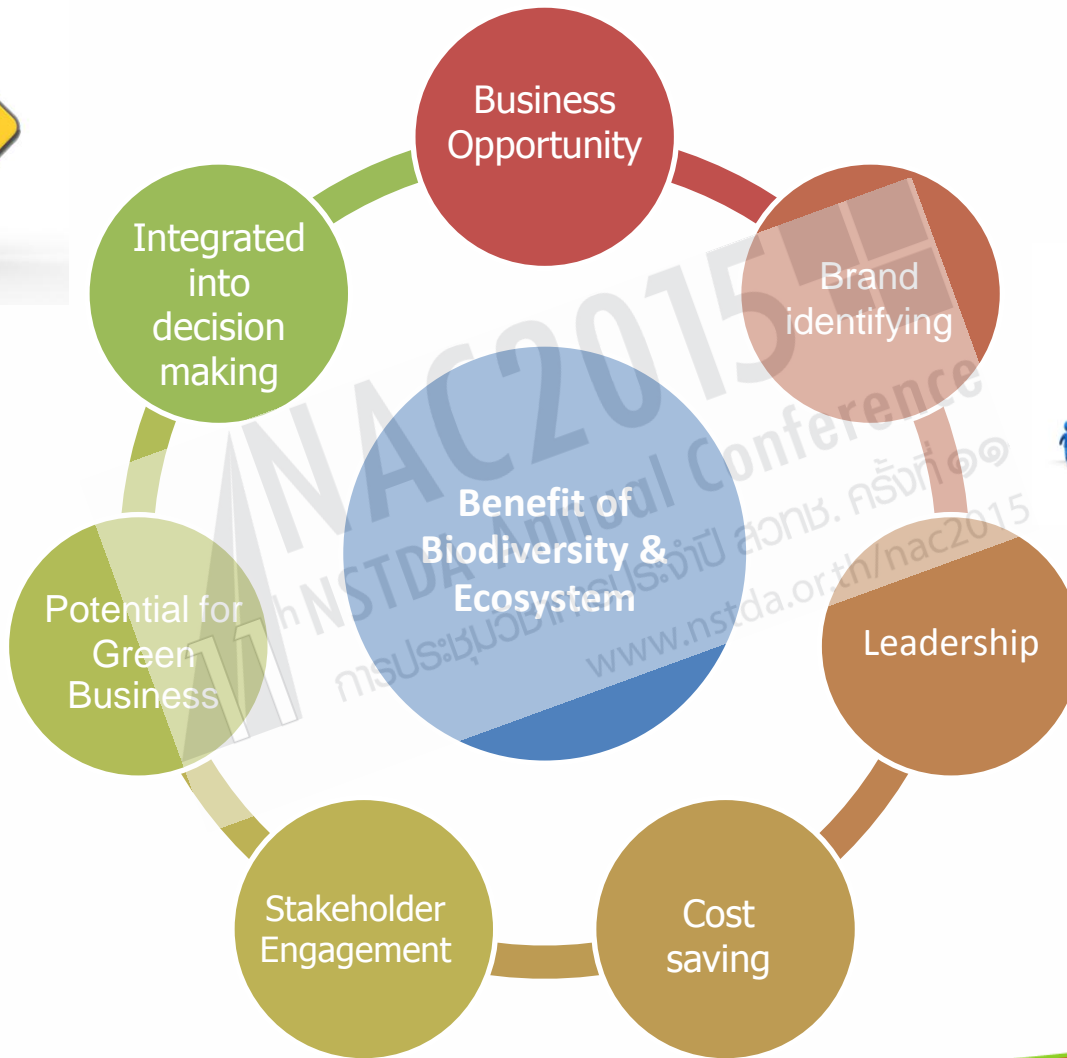 Business
Opportunity
Brand
identifying
Leadership
Cost
saving
Stakeholder
Engagement
Potential for
Green
Business
Integrated
into
decision
making
Benefit of
Biodiversity &
Ecosystem
NAC2015
11th NSTDA Annual Conference
การประชุมวิชาการประจำปี สวทช. ครั้งที่ ๑๑
www.nstda.or.th/nac2015